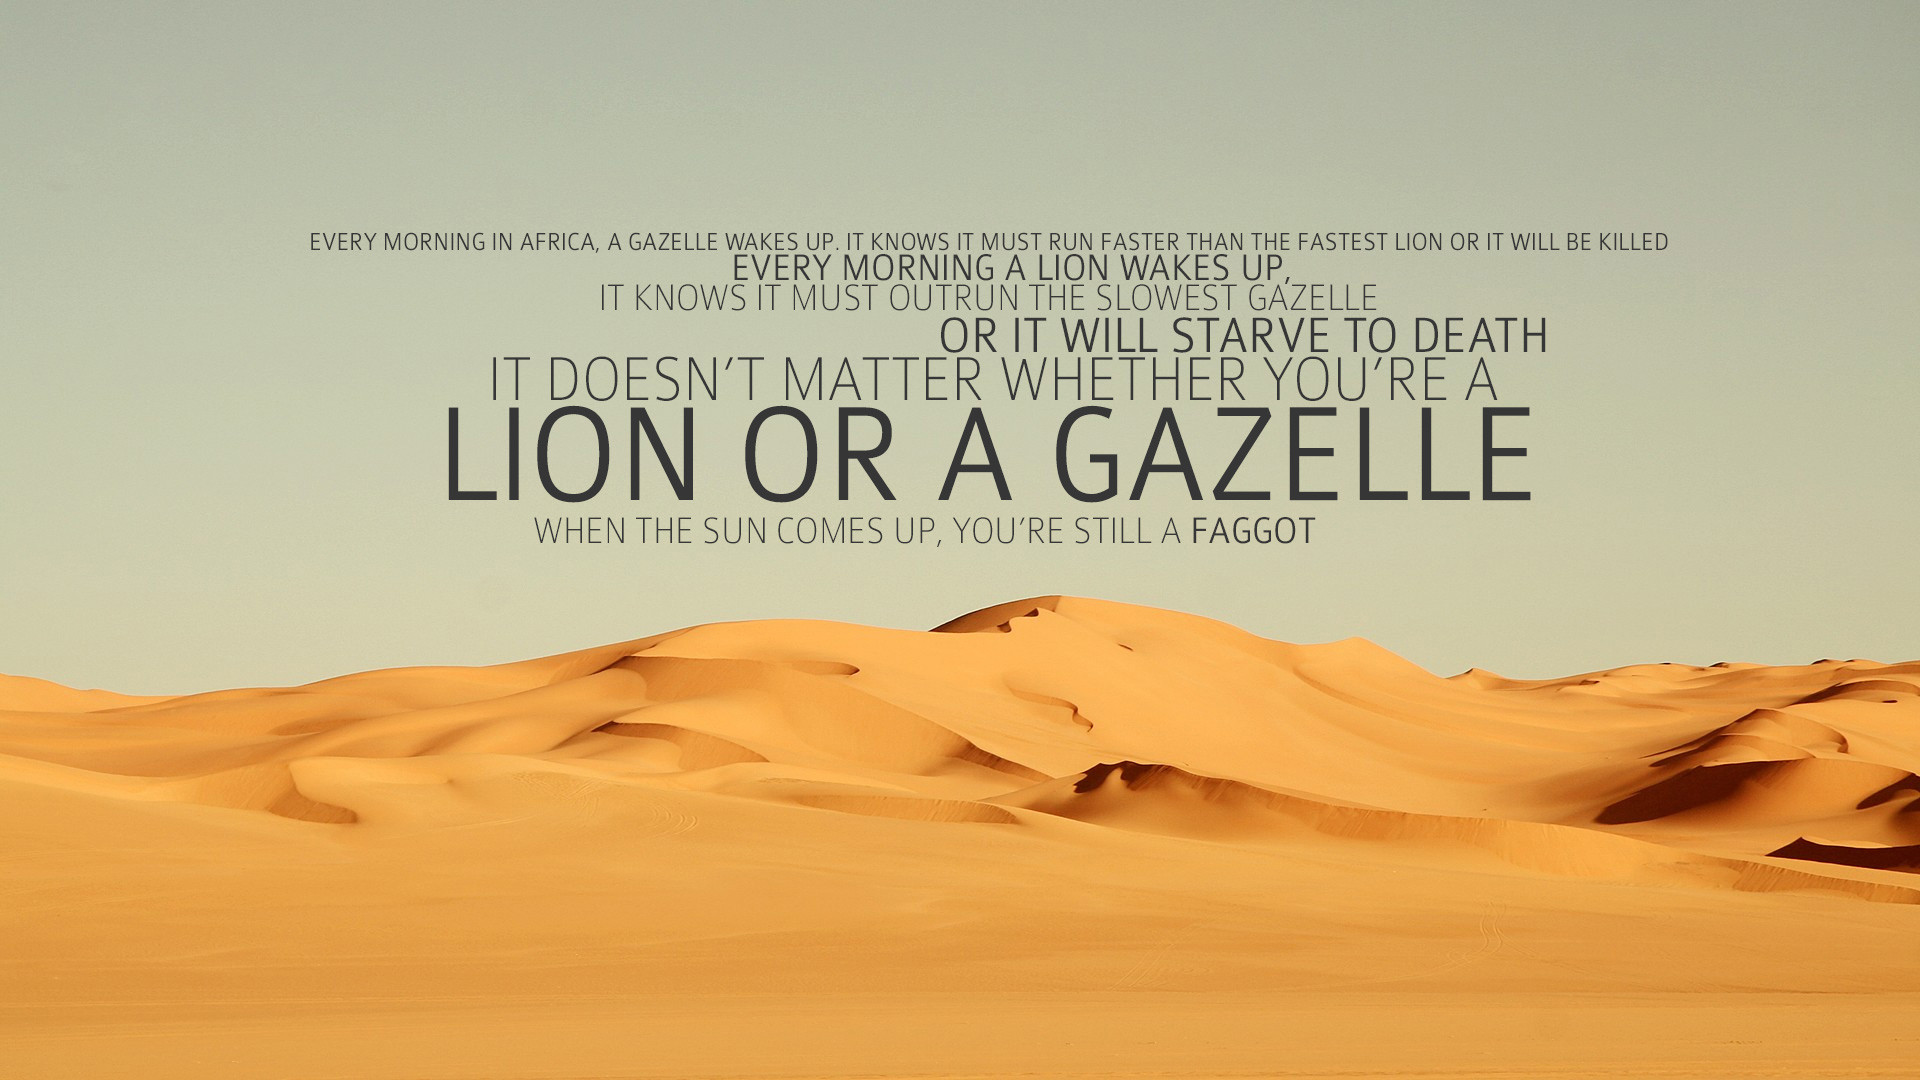 EVERY MORNING IN AFRICA, A GAZELLE WAKES UP. IT KNOWS IT MUST RUN FASTER THAN THE FASTEST LION OR IT WILL BE KILLED
EVERY MORNING A LION WAKES UP,
IT KNOWS IT MUST OUTRUN THE SLOWEST GAZELLE
OR IT WILL STARVE TO DEATH
IT DOESN’T MATTER WHETHER YOU’RE A
LION OR A GAZELLE
WHEN THE SUN COMES UP, YOU’RE STILL A FAGGOT